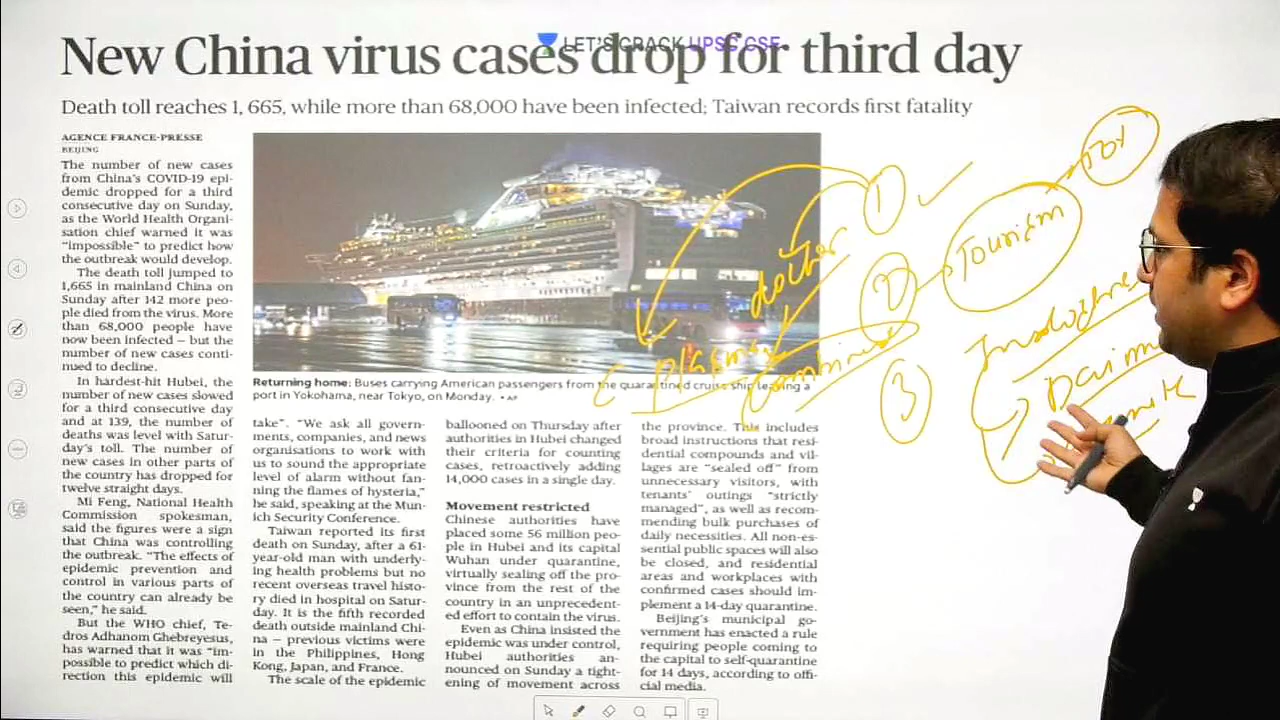 LET'S CRACK UPSC CSE
New China virus cases drop for third day
Death toll reaches 1, 665, while more than 68,000 have been infected; Taiwan records first fatality
AGENCE FRANCE-PRESSE
BEIJING
The number of new cases
from China's COVID-19 epi-
demic dropped for a third
consecutive day on Sunday,
as the World Health Organi-
sation chief warned it was
"impossible" to predict how
the outbreak would develop.
The death toll jumped to
1,665 in mainland China on
Sunday after 142 more peo-
ple died from the virus. More
than 68,000 people have
now been infected — but the
number of new cases conti-
nued to decline.
In hardest-hit Hubei, the
number of new cases slowed
for a third consecutive day
and at 139, the number of
deaths was level with Satur-
day's toll. The number of
new cases in other parts of
the country has dropped for
twelve straight days.
Mi Feng, National Health
Commission spokesman,
said the figures were a sign
that China was controlling
the outbreak. "The effects of
epidemic prevention and
control in various parts of
the country can already be
seen," he said.
But the WHO chief, Te-
dros Adhanom Ghebreyesus,
has warned that it was "im-
possible to predict which di-
rection this epidemic will
Returning home: Buses carrying American passengers from the quarantined cruise ship leaving a
port in Yokohama, near Tokyo, on Monday. • AP
take". "We ask all govern-
ments, companies, and news
organisations to work with
us to sound the appropriate
level of alarm without fan-
ning the flames of hysteria,"
he said, speaking at the Mun-
ich Security Conference.
Taiwan reported its first
death on Sunday, after a 61-
year-old man with underly-
ing health problems but no
recent overseas travel histo-
ry died in hospital on Satur-
day. It is the fifth recorded
death outside mainland Chi-
na — previous victims were
in the Philippines, Hong
Kong, Japan, and France.
The scale of the epidemic
ballooned on Thursday after
authorities in Hubei changed
their criteria for counting
cases, retroactively adding
14,000 cases in a single day.
Movement restricted
Chinese authorities have
placed some 56 million peo-
ple in Hubei and its capital
Wuhan under quarantine,
virtually sealing off the pro-
vince from the rest of the
country in an unprecedent-
ed effort to contain the virus.
Even as China insisted the
epidemic was under control,
Hubei authorities an-
nounced on Sunday a tight-
ening of movement across
the province. This includes
broad instructions that resi-
dential compounds and vil-
lages are "sealed off" from
unnecessary visitors, with
tenants' outings "strictly
managed", as well as recom-
mending bulk purchases of
daily necessities. All non-es-
sential public spaces will also
be closed, and residential
areas and workplaces with
confirmed cases should im-
plement a 14-day quarantine.
Beijing's municipal go-
vernment has enacted a rule
requiring people coming to
the capital to self-quarantine
for 14 days, according to offi-
cial media.
1
2
Tourism
3